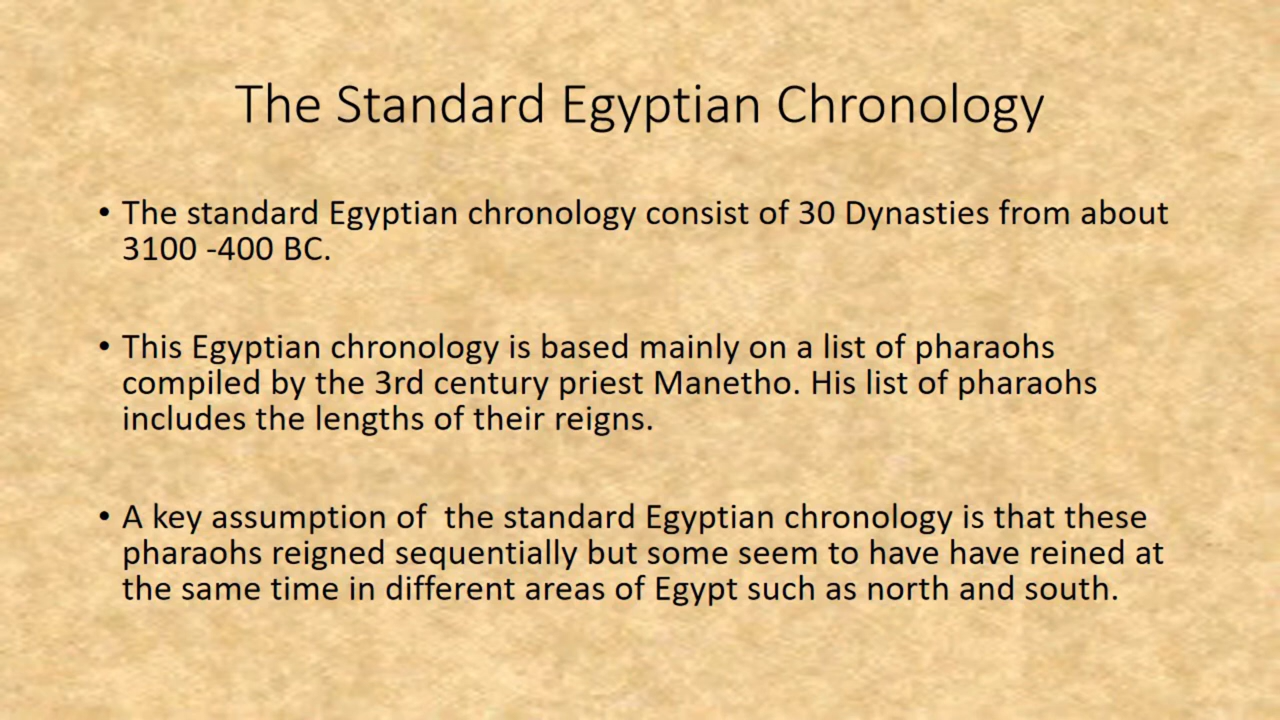 The Standard Egyptian Chronology
• The standard Egyptian chronology consist of 30 Dynasties from about
3100 -400 BC.
• This Egyptian chronology is based mainly on a list of pharaohs
compiled by the 3rd century priest Manetho. His list of pharaohs
includes the lengths of their reigns.
• A key assumption of  the standard Egyptian chronology is that these
pharaohs reigned sequentially but some seem to have have reined at
the same time in different areas of Egypt such as north and south.